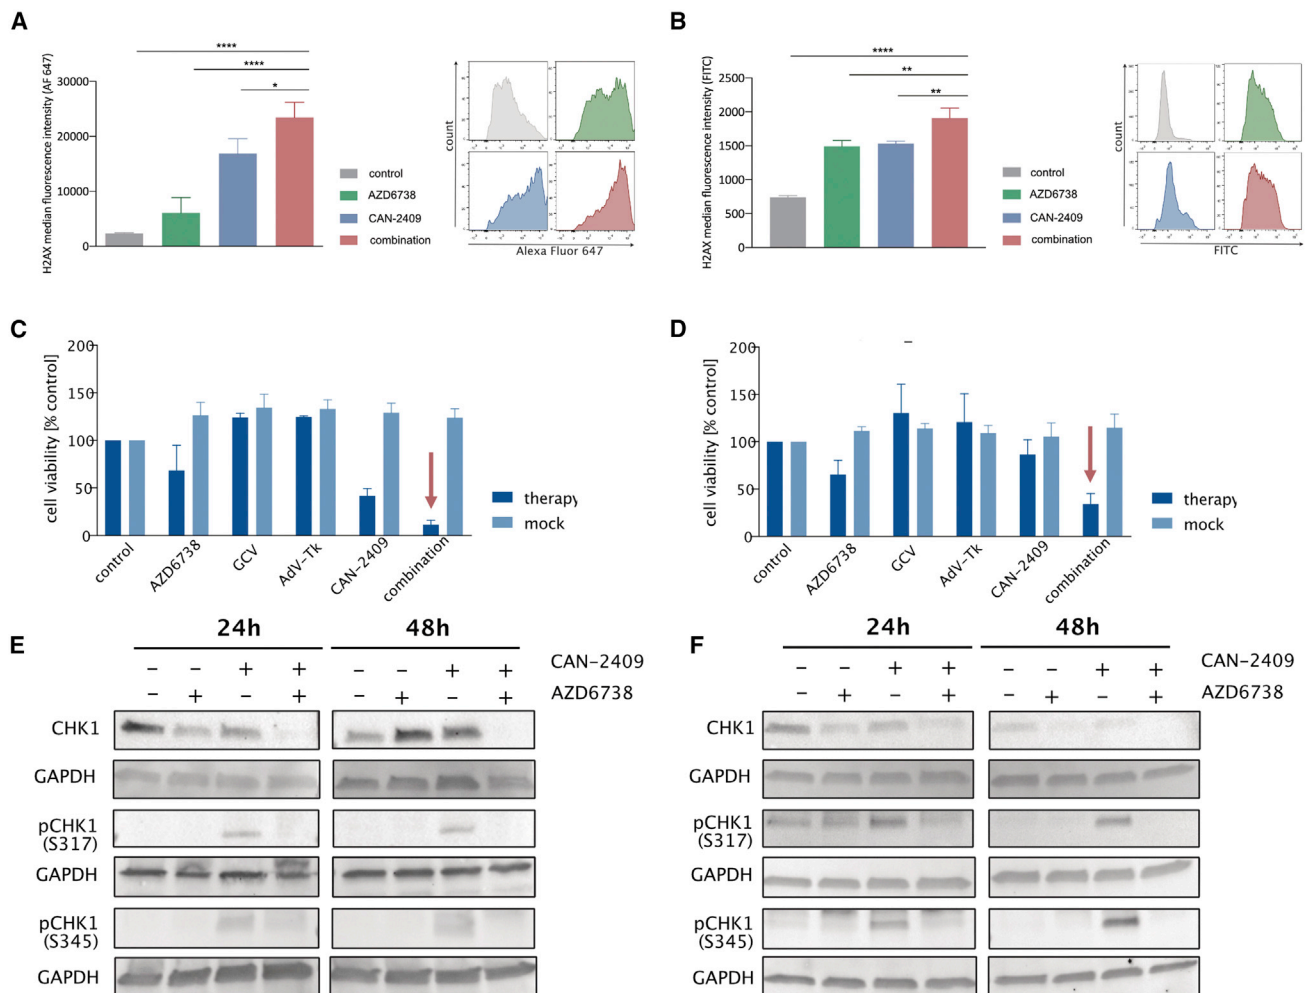 A
H2AX median fluorescence intensity (AF 647)
30000
20000
10000
0
****
****
*
control
AZD6738
CAN-2409
combination
count
Alexa Fluor 647
B
H2AX median fluorescence intensity (FITC)
2500
2000
1500
1000
500
0
****
**
**
control
AZD6738
CAN-2409
combination
count
FITC
C
cell viability [% control]
200
150
100
50
0
control
AZD6738
GCV
AdV-Tk
CAN-2409
combination
therapy
mock
D
cell viability [% control]
200
150
100
50
0
control
AZD6738
GCV
AdV-Tk
CAN-2409
combination
therapy
mock
E
24h 48h
− − + + − − + + CAN-2409
− + − + − + − + AZD6738
CHK1
GAPDH
pCHK1
(S317)
GAPDH
pCHK1
(S345)
GAPDH
F
24h 48h
− − + + − − + + CAN-2409
− + − + − + − + AZD6738
CHK1
GAPDH
pCHK1
(S317)
GAPDH
pCHK1
(S345)
GAPDH